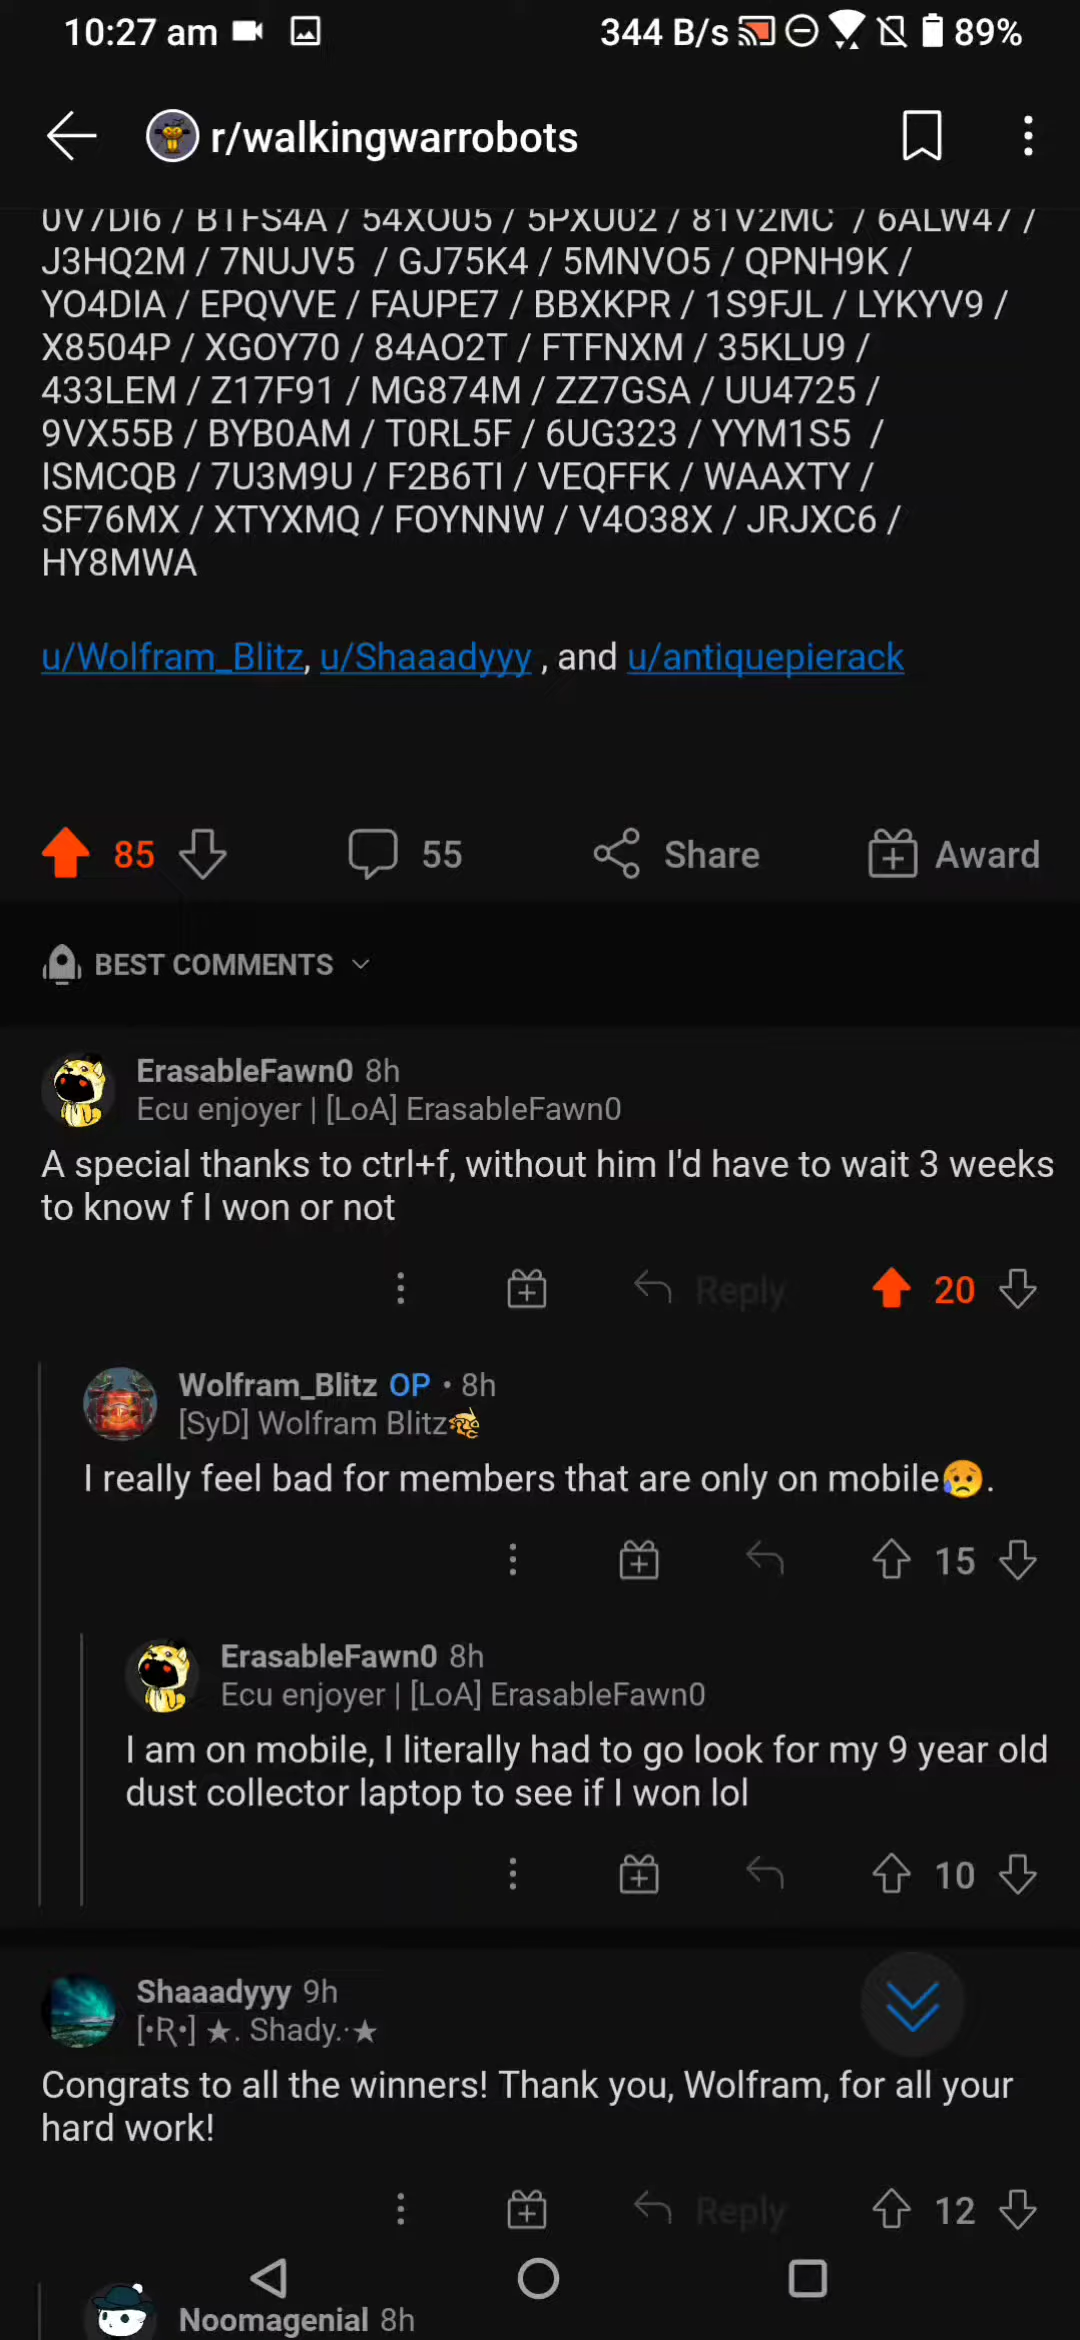 10:27 am 344 B/s 89%
r/walkingwarrobots
0V7DI6 / BTFS4A / 54XO05 / 5PXU02 / 81V2MC / 6ALW47 /
J3HQ2M / 7NUJV5 / GJ75K4 / 5MNVO5 / QPNH9K /
YO4DIA / EPQVVE / FAUPE7 / BBXKPR / 1S9FJL / LYKYV9 /
X8504P / XGOY70 / 84AO2T / FTFNXM / 35KLU9 /
433LEM / Z17F91 / MG874M / ZZ7GSA / UU4725 /
9VX55B / BYB0AM / T0RL5F / 6UG323 / YYM1S5 /
ISMCQB / 7U3M9U / F2B6TI / VEQFFK / WAAXTY /
SF76MX / XTYXMQ / FOYNNW / V4O38X / JRJXC6 /
HY8MWA
u/Wolfram_Blitz, u/Shaaadyyy , and u/antiquepierack
85 55 Share Award
BEST COMMENTS
ErasableFawn0 8h
Ecu enjoyer | [LoA] ErasableFawn0
A special thanks to ctrl+f, without him I'd have to wait 3 weeks
to know f I won or not
Reply 20
Wolfram_Blitz OP • 8h
[SyD] Wolfram Blitz
I really feel bad for members that are only on mobile😥.
15
ErasableFawn0 8h
Ecu enjoyer | [LoA] ErasableFawn0
I am on mobile, I literally had to go look for my 9 year old
dust collector laptop to see if I won lol
10
Shaaadyyy 9h
[•Ʀ•] ★. Shady.·★
Congrats to all the winners! Thank you, Wolfram, for all your
hard work!
Reply 12
Noomagenial 8h